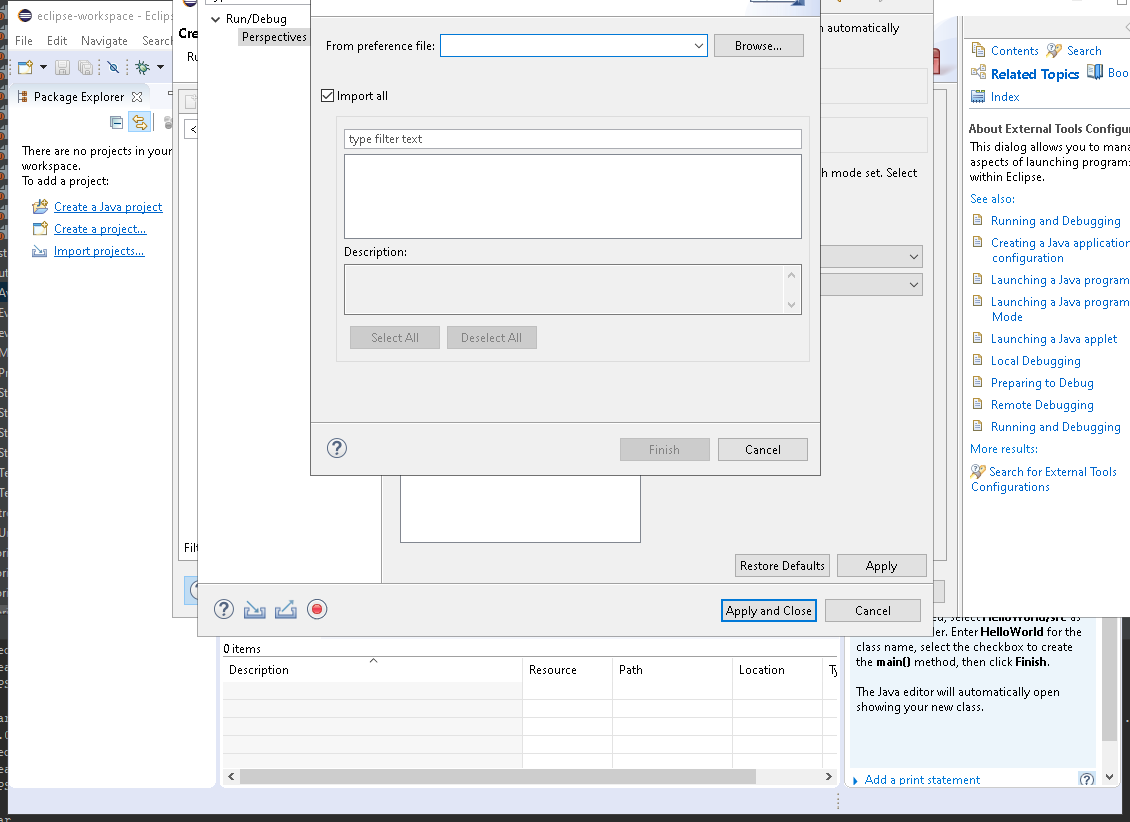 eclipse-workspace - Eclips
File Edit Navigate Search
Package Explorer
There are no projects in your
workspace.
To add a project:
Create a Java project
Create a project...
Import projects...
Cre
Ru
<
Filt
Run/Debug
Perspectives
From preference file:
Browse...
Import all
type filter text
Description:
Select All
Deselect All
?
Finish
Cancel
automatically
h mode set. Select
Restore Defaults
Apply
?
Apply and Close
Cancel
Contents
Search
Related Topics
Boo
Index
About External Tools Configu
This dialog allows you to mana
aspects of launching program
within Eclipse.
See also:
Running and Debugging
Creating a Java application
configuration
Launching a Java program
Launching a Java program
Mode
Launching a Java applet
Local Debugging
Preparing to Debug
Remote Debugging
Running and Debugging
More results:
Search for External Tools
Configurations
0 items
Description
Resource
Path
Location
Ty
select HelloWorld/src as
ler. Enter HelloWorld for the
class name, select the checkbox to create
the main() method, then click Finish.
The Java editor will automatically open
showing your new class.
Add a print statement
?